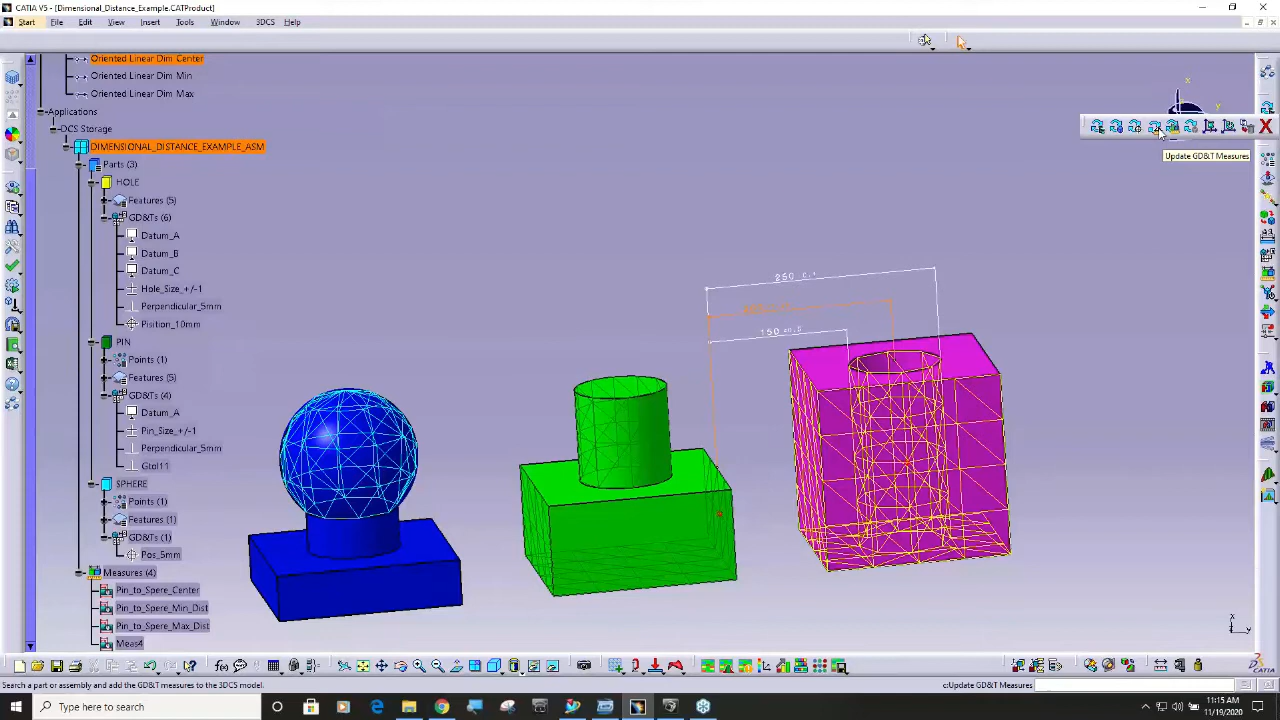 CATIA V5 - [Dimensional_Distance_Example.CATProduct]
Start File Edit View Insert Tools Window 3DCS Help
Oriented Linear Dim Center
Oriented Linear Dim Min
Oriented Linear Dim Max
Applications
DCS Storage
DIMENSIONAL_DISTANCE_EXAMPLE_ASM
Parts (3)
HOLE
Features (5)
GD&Ts (6)
Datum_A
Datum_B
Datum_C
Hole_Size_+/-1
Perpendicular_5mm
Pisition_10mm
PIN
Points (1)
Features (5)
GD&Ts (4)
Datum_A
Pin_Size_+/-1
Perpendicular_5mm
Gtol11
SPHERE
Points (1)
Features (1)
GD&Ts (1)
Pos_5mm
Measures (4)
Pin_to_Spere_Center
Pin_to_Spere_Min_Dist
Pin_to_Spere_Max_Dist
Meas4
Update GD&T Measures
250
150
x
y
CATIA
Search a part or assembly and add the GD&T measures to the 3DCS model.
c:Update GD&T Measures
Type here to search
11:15 AM
11/19/2020